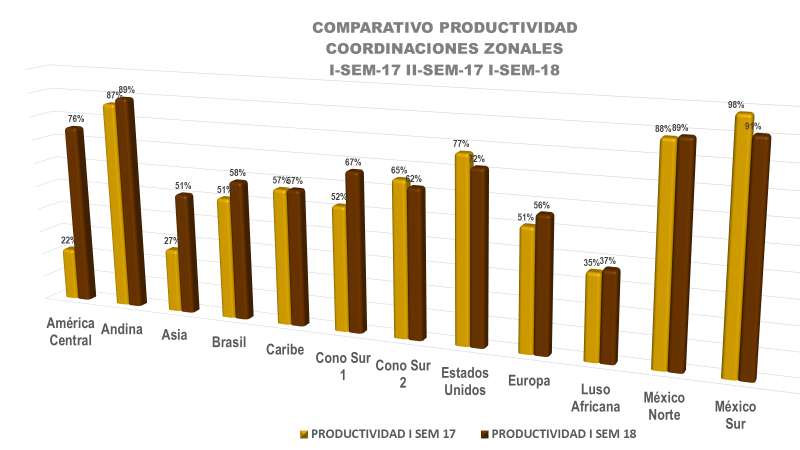 COMPARATIVO PRODUCTIVIDAD
COORDINACIONES ZONALES
I-SEM-17 II-SEM-17 I-SEM-18
22% 76%
87% 89%
27% 51%
51% 58%
57% 57%
52% 67%
65% 62%
77% 72%
51% 56%
35% 37%
88% 89%
98% 91%
América
Central
Andina
Asia
Brasil
Caribe
Cono Sur
1
Cono Sur
2
Estados
Unidos
Europa
Luso
Africana
México
Norte
México
Sur
PRODUCTIVIDAD I SEM 17 PRODUCTIVIDAD I SEM 18